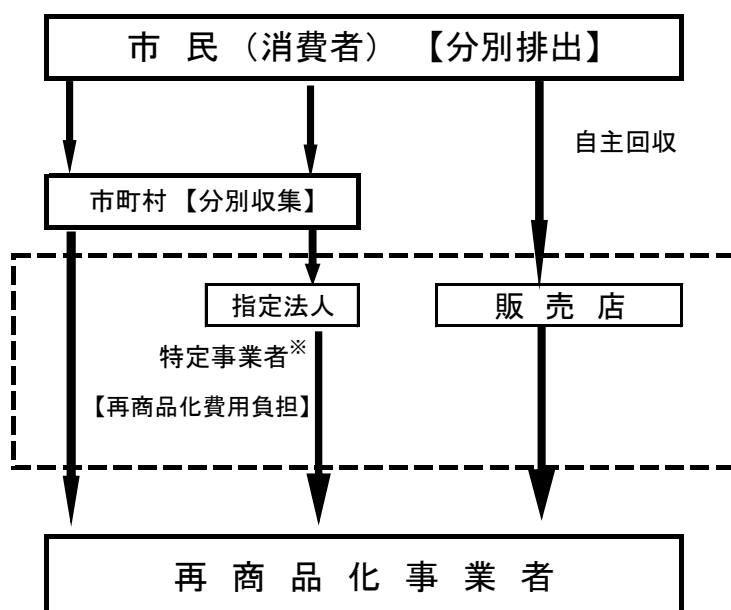 市民（消費者）【分別排出】
自主回収
市町村【分別収集】
指定法人
販売店
特定事業者※
【再商品化費用負担】
再商品化事業者